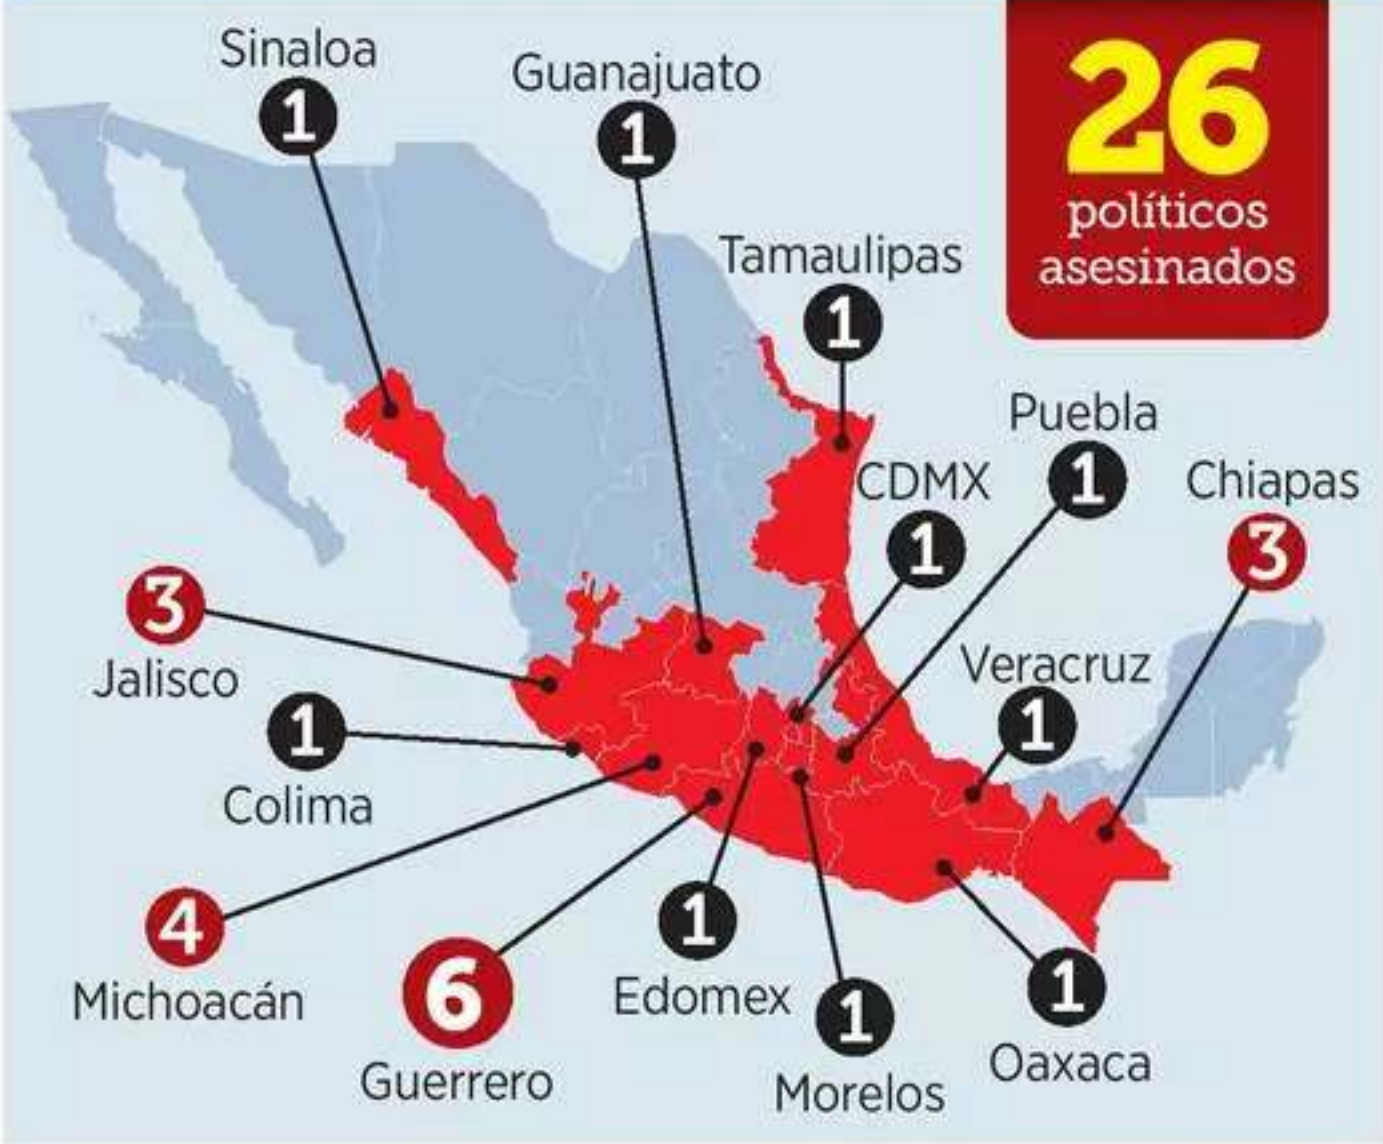 Sinaloa
1
Guanajuato
1
26
políticos
asesinados
Tamaulipas
1
Puebla
1
CDMX
1
Chiapas
3
3
Jalisco
Veracruz
1
1
Colima
4
Michoacán
6
Guerrero
1
Edomex
1
Morelos
1
Oaxaca